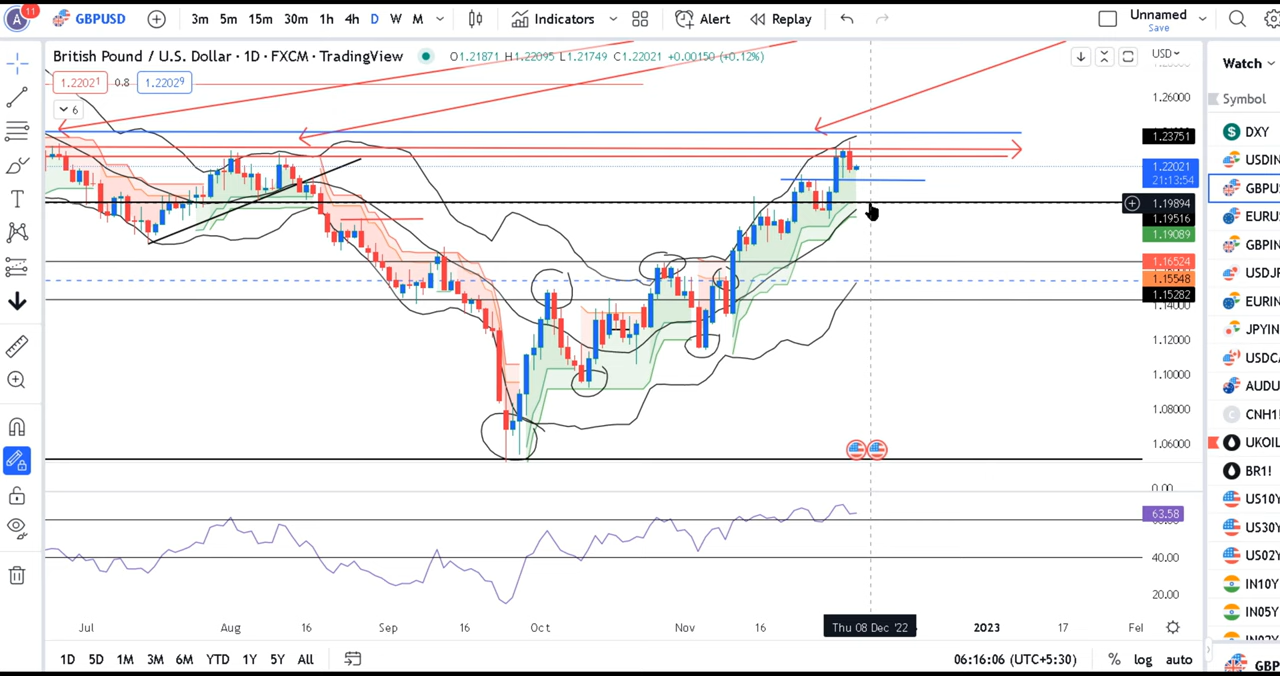 A 11 GBPUSD 3m 5m 15m 30m 1h 4h D W M Indicators Alert Replay Unnamed
Save
British Pound / U.S. Dollar · 1D · FXCM · TradingView O1.21871 H1.22095 L1.21749 C1.22021 +0.00150 (+0.12%) USD
1.22021 0.8 1.22029
6
1.26000
1.23751
1.22021
21:13:54
1.19894
1.19516
1.19089
1.16524
1.15548
1.15282
1.14000
1.12000
1.10000
1.08000
1.06000
0.00
63.58
40.00
20.00
Jul Aug 16 Sep 16 Oct Nov 16 Thu 08 Dec '22 2023 17 Fel
1D 5D 1M 3M 6M YTD 1Y 5Y All 06:16:06 (UTC+5:30) % log auto
Watch
Symbol
DXY
USDIN
GBPU
EURU
GBPIN
USDJF
EURIN
JPYIN
USDC
AUDU
CNH1!
UKOIL
BR1!
US10Y
US30Y
US02Y
IN10Y
IN05Y
IN02Y
GBP